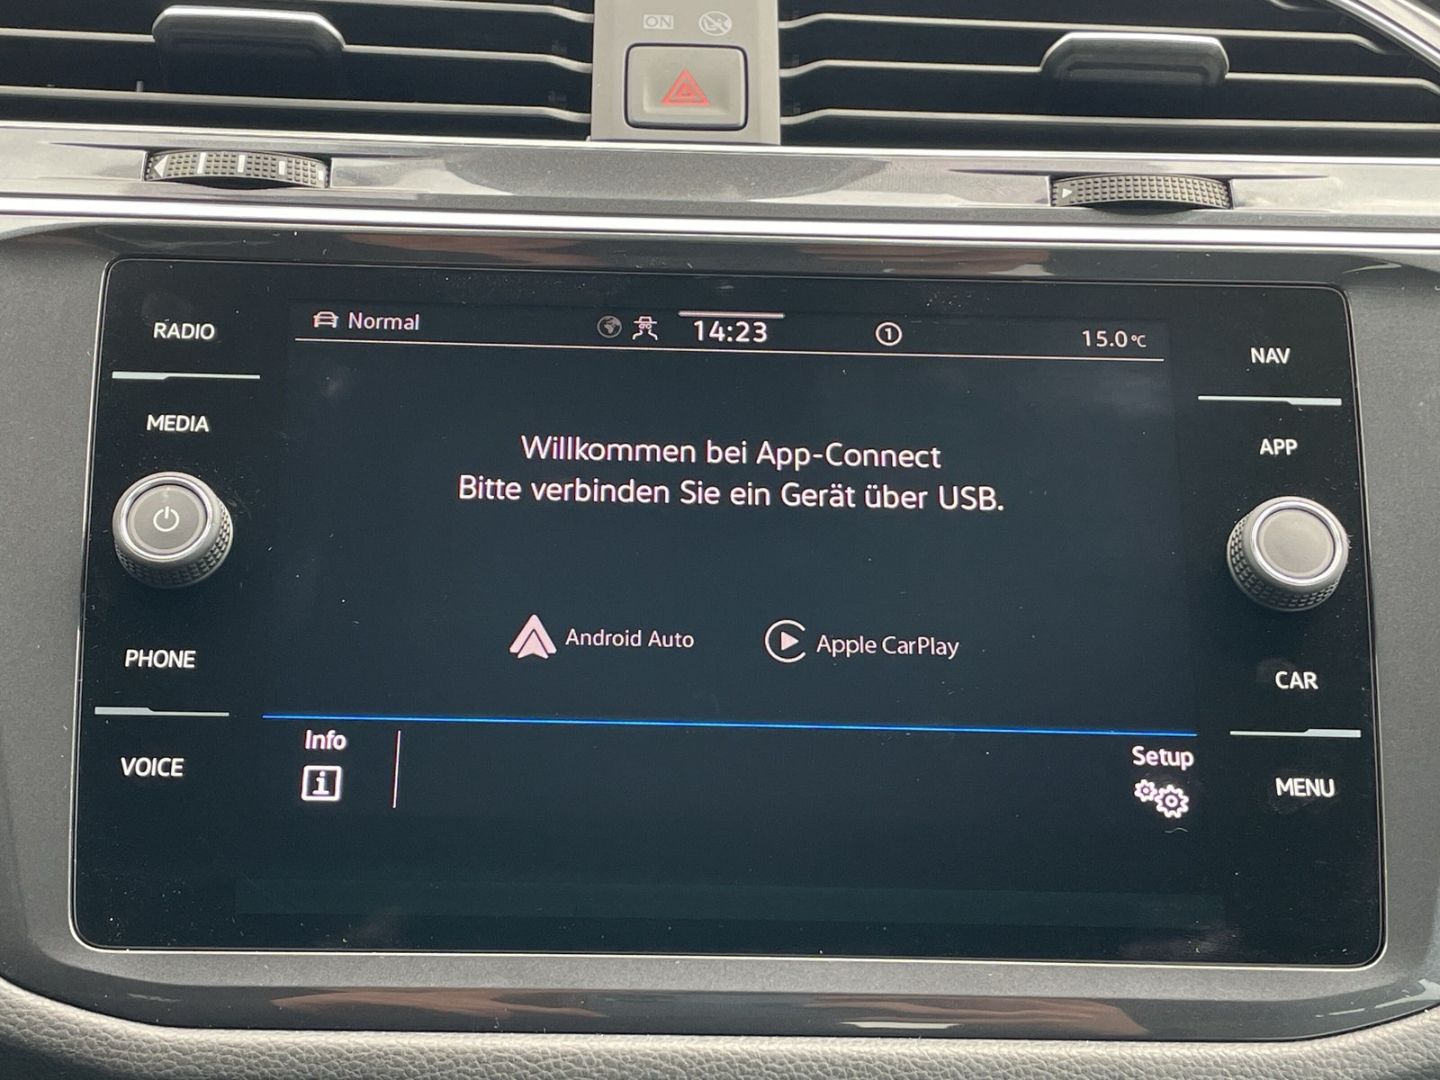 ON
RADIO
MEDIA
PHONE
VOICE
Normal
14:23
1
15.0°C
Willkommen bei App-Connect
Bitte verbinden Sie ein Gerät über USB.
Android Auto
Apple CarPlay
Info
i
Setup
NAV
APP
CAR
MENU